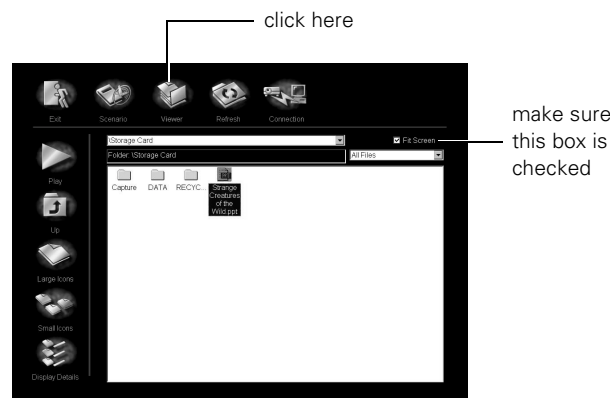 click here
Exit
Scenario
Viewer
Refresh
Connection
make sure
this box is
checked
\Storage Card
Fit Screen
Folder: \Storage Card
All Files
Play
Up
Large Icons
Small Icons
Display Details
Capture
DATA
RECYC...
Strange
Creatures
of the
Wild.ppt